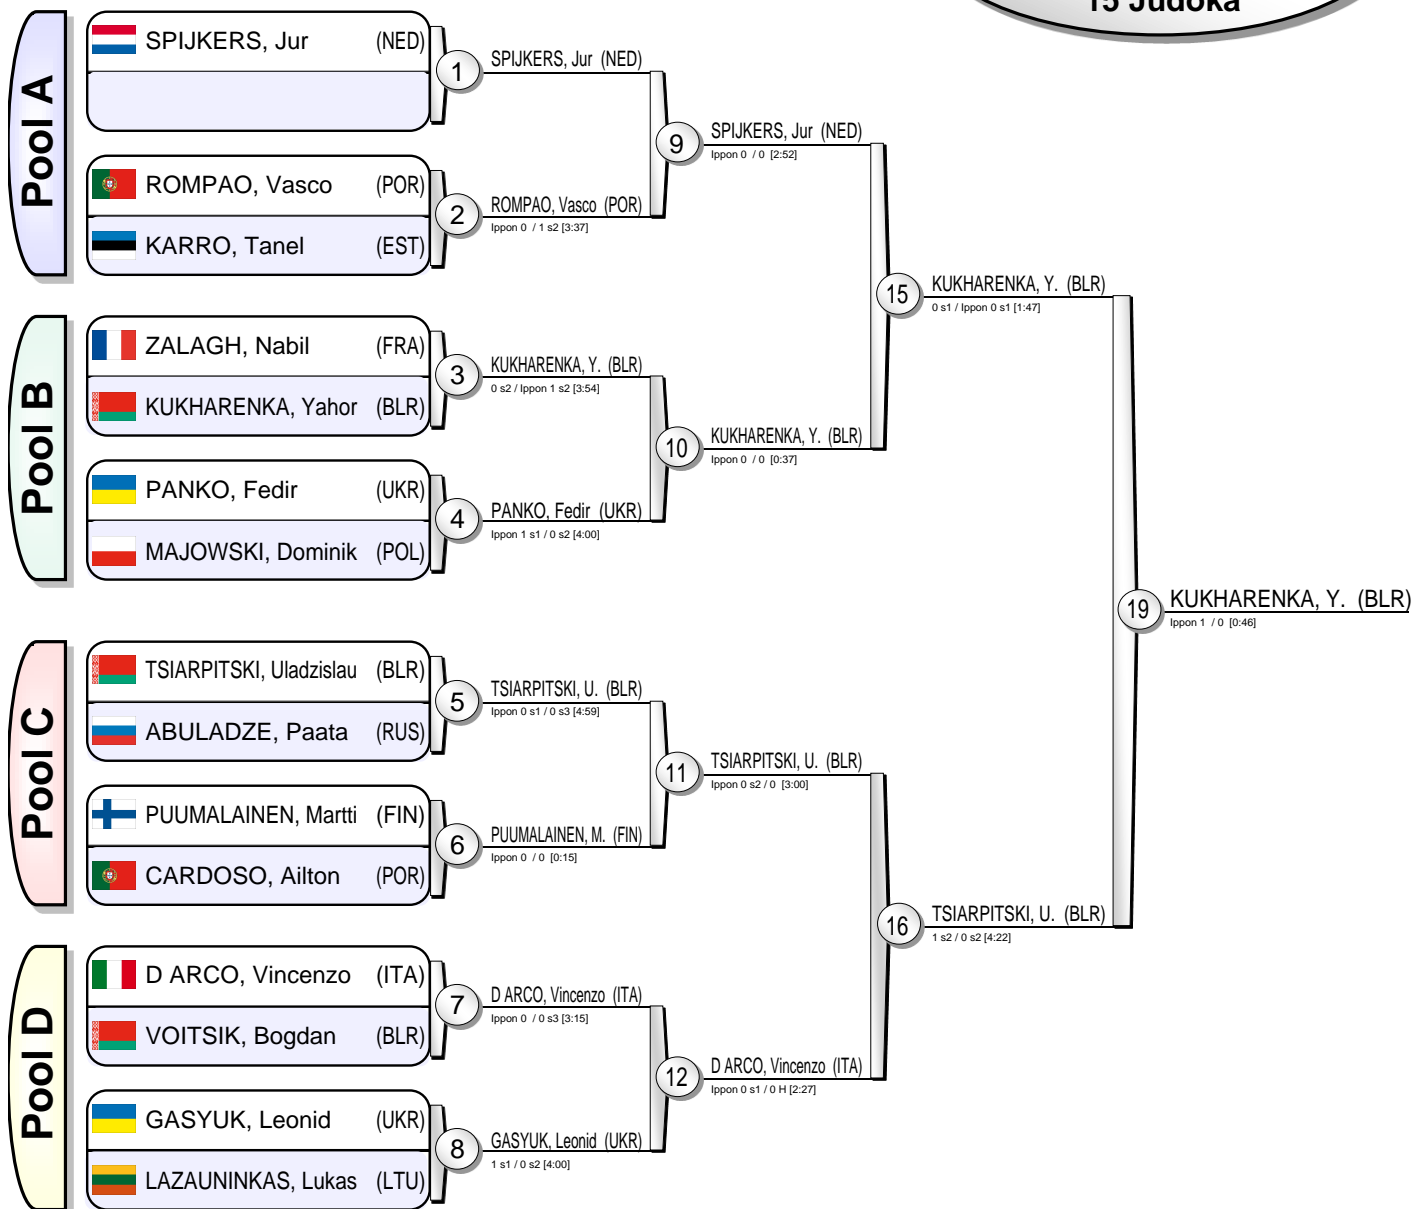 15 Judoka
Pool A
SPIJKERS, Jur (NED)
ROMPAO, Vasco (POR)
KARRO, Tanel (EST)
Pool B
ZALAGH, Nabil (FRA)
KUKHARENKA, Yahor (BLR)
PANKO, Fedir (UKR)
MAJOWSKI, Dominik (POL)
Pool C
TSIARPITSKI, Uladzislau (BLR)
ABULADZE, Paata (RUS)
PUUMALAINEN, Martti (FIN)
CARDOSO, Ailton (POR)
Pool D
D ARCO, Vincenzo (ITA)
VOITSIK, Bogdan (BLR)
GASYUK, Leonid (UKR)
LAZAUNINKAS, Lukas (LTU)
1
SPIJKERS, Jur (NED)
2
ROMPAO, Vasco (POR)
Ippon 0 / 1 s2 [3:37]
3
KUKHARENKA, Y. (BLR)
0 s2 / Ippon 1 s2 [3:54]
4
PANKO, Fedir (UKR)
Ippon 1 s1 / 0 s2 [4:00]
5
TSIARPITSKI, U. (BLR)
Ippon 0 s1 / 0 s3 [4:59]
6
PUUMALAINEN, M. (FIN)
Ippon 0 / 0 [0:15]
7
D ARCO, Vincenzo (ITA)
Ippon 0 / 0 s3 [3:15]
8
GASYUK, Leonid (UKR)
1 s1 / 0 s2 [4:00]
9
SPIJKERS, Jur (NED)
Ippon 0 / 0 [2:52]
10
KUKHARENKA, Y. (BLR)
Ippon 0 / 0 [0:37]
11
TSIARPITSKI, U. (BLR)
Ippon 0 s2 / 0 [3:00]
12
D ARCO, Vincenzo (ITA)
Ippon 0 s1 / 0 H [2:27]
15
KUKHARENKA, Y. (BLR)
0 s1 / Ippon 0 s1 [1:47]
16
TSIARPITSKI, U. (BLR)
1 s2 / 0 s2 [4:22]
19
KUKHARENKA, Y. (BLR)
Ippon 1 / 0 [0:46]